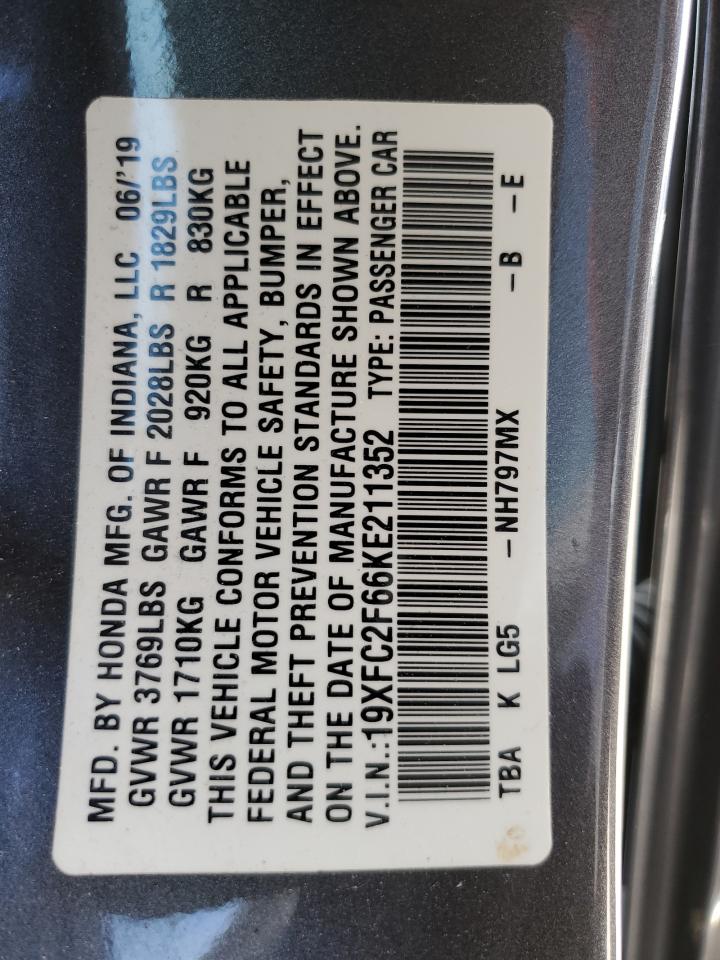 MFD. BY HONDA MFG. OF INDIANA, LLC 06/'19
GVWR 3769LBS GAWR F 2028LBS R 1829LBS
GVWR 1710KG GAWR F 920KG R 830KG
THIS VEHICLE CONFORMS TO ALL APPLICABLE
FEDERAL MOTOR VEHICLE SAFETY, BUMPER,
AND THEFT PREVENTION STANDARDS IN EFFECT
ON THE DATE OF MANUFACTURE SHOWN ABOVE.
V.I.N.:19XFC2F66KE211352 TYPE: PASSENGER CAR
TBA K LG5 –NH797MX –B –E